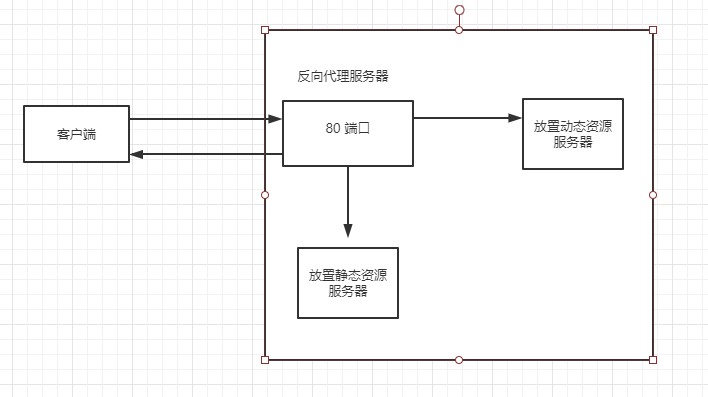 反向代理服务器
客户端
80 端口
放置动态资源
服务器
放置静态资源
服务器